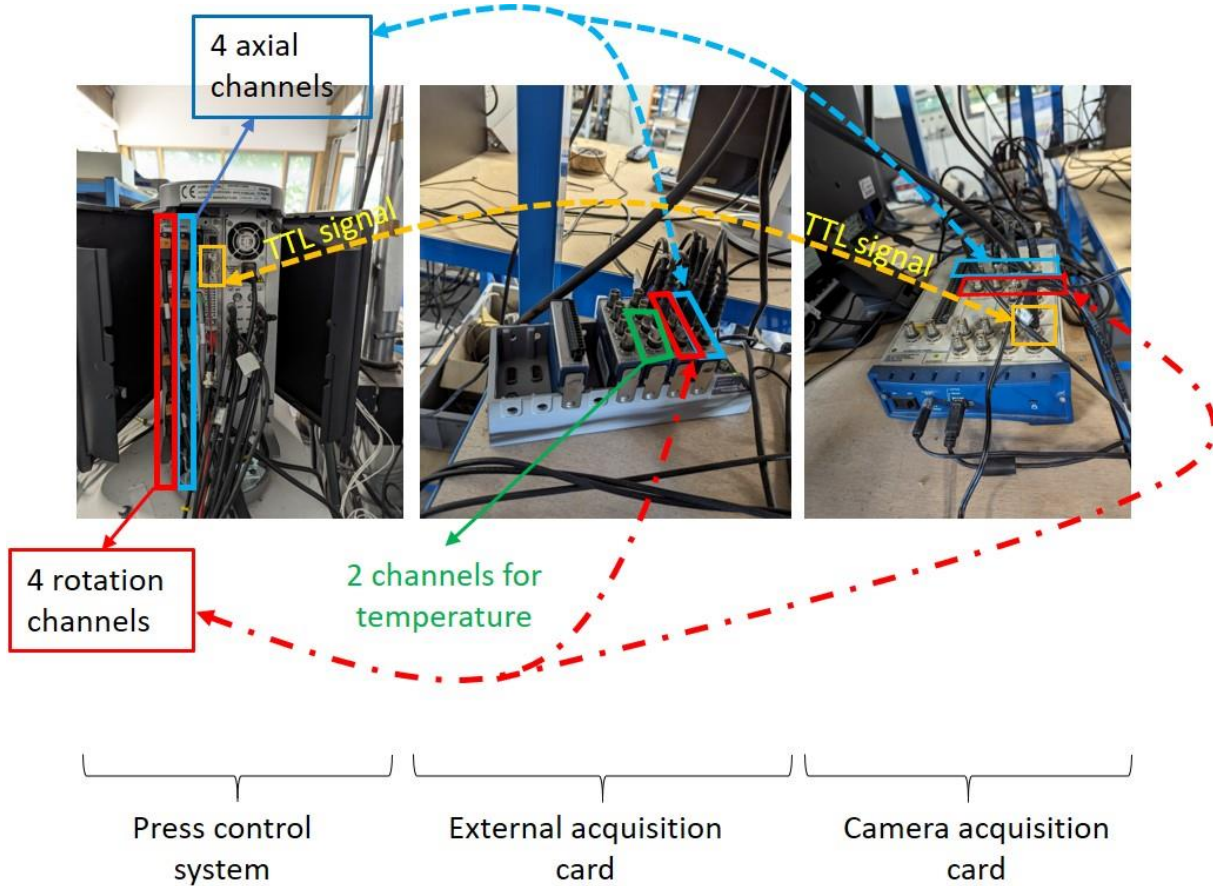 4 axial
channels
TTL signal
TTL signal
4 rotation
channels
2 channels for
temperature
Press control
system
External acquisition
card
Camera acquisition
card